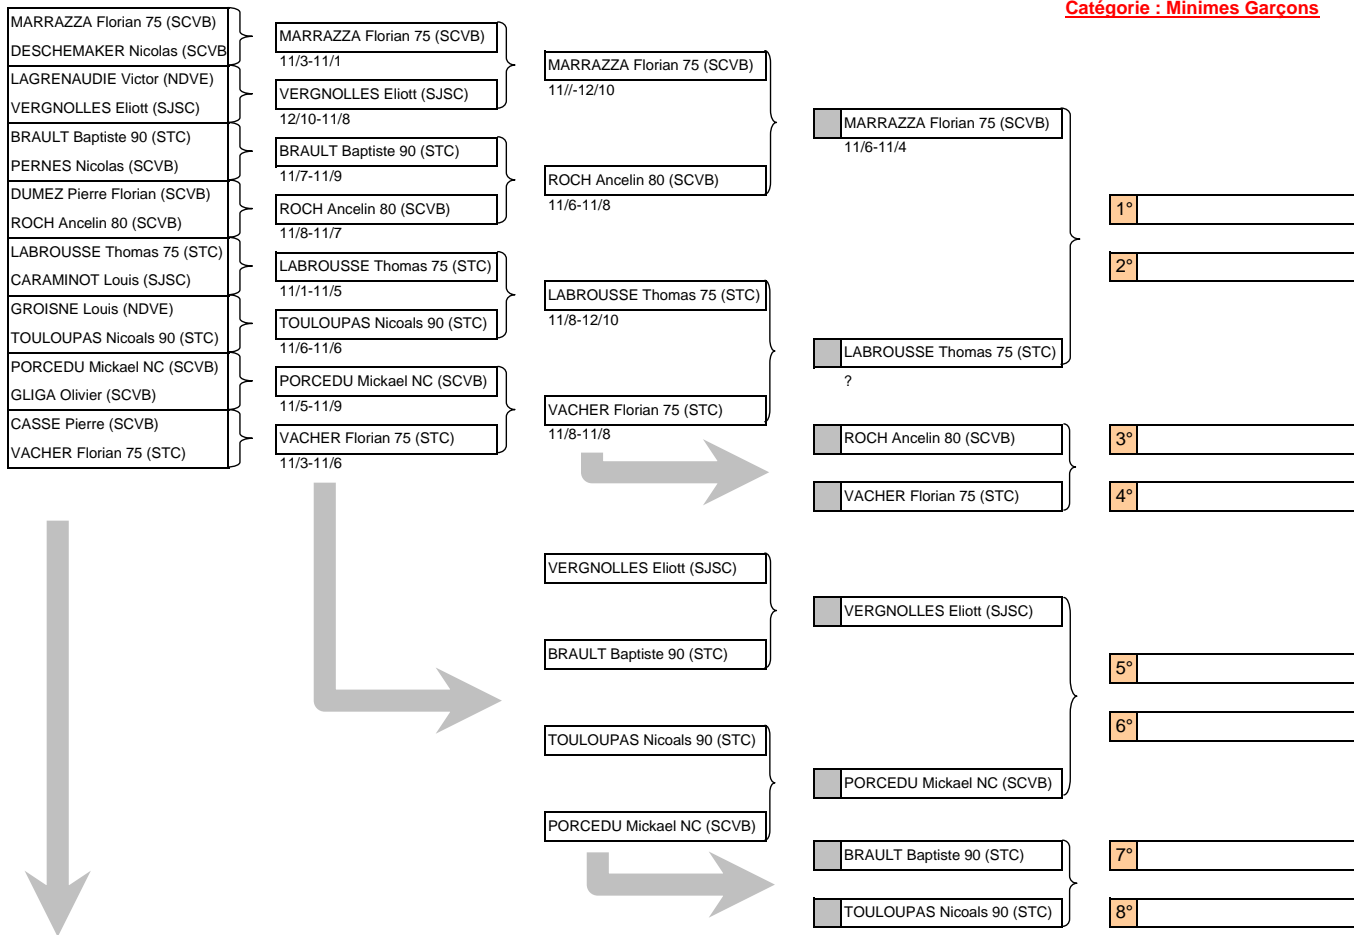 Catégorie : Minimes Garçons
MARRAZZA Florian 75 (SCVB)
DESCHEMAKER Nicolas (SCVB
LAGRENAUDIE Victor (NDVE)
VERGNOLLES Eliott (SJSC)
BRAULT Baptiste 90 (STC)
PERNES Nicolas (SCVB)
DUMEZ Pierre Florian (SCVB)
ROCH Ancelin 80 (SCVB)
LABROUSSE Thomas 75 (STC)
CARAMINOT Louis (SJSC)
GROISNE Louis (NDVE)
TOULOUPAS Nicoals 90 (STC)
PORCEDU Mickael NC (SCVB)
GLIGA Olivier (SCVB)
CASSE Pierre (SCVB)
VACHER Florian 75 (STC)
MARRAZZA Florian 75 (SCVB)
11/3-11/1
VERGNOLLES Eliott (SJSC)
12/10-11/8
BRAULT Baptiste 90 (STC)
11/7-11/9
ROCH Ancelin 80 (SCVB)
11/8-11/7
LABROUSSE Thomas 75 (STC)
11/1-11/5
TOULOUPAS Nicoals 90 (STC)
11/6-11/6
PORCEDU Mickael NC (SCVB)
11/5-11/9
VACHER Florian 75 (STC)
11/3-11/6
MARRAZZA Florian 75 (SCVB)
11//-12/10
ROCH Ancelin 80 (SCVB)
11/6-11/8
LABROUSSE Thomas 75 (STC)
11/8-12/10
VACHER Florian 75 (STC)
11/8-11/8
VERGNOLLES Eliott (SJSC)
BRAULT Baptiste 90 (STC)
TOULOUPAS Nicoals 90 (STC)
PORCEDU Mickael NC (SCVB)
MARRAZZA Florian 75 (SCVB)
11/6-11/4
LABROUSSE Thomas 75 (STC)
?
ROCH Ancelin 80 (SCVB)
VACHER Florian 75 (STC)
VERGNOLLES Eliott (SJSC)
PORCEDU Mickael NC (SCVB)
BRAULT Baptiste 90 (STC)
TOULOUPAS Nicoals 90 (STC)
1°
2°
3°
4°
5°
6°
7°
8°